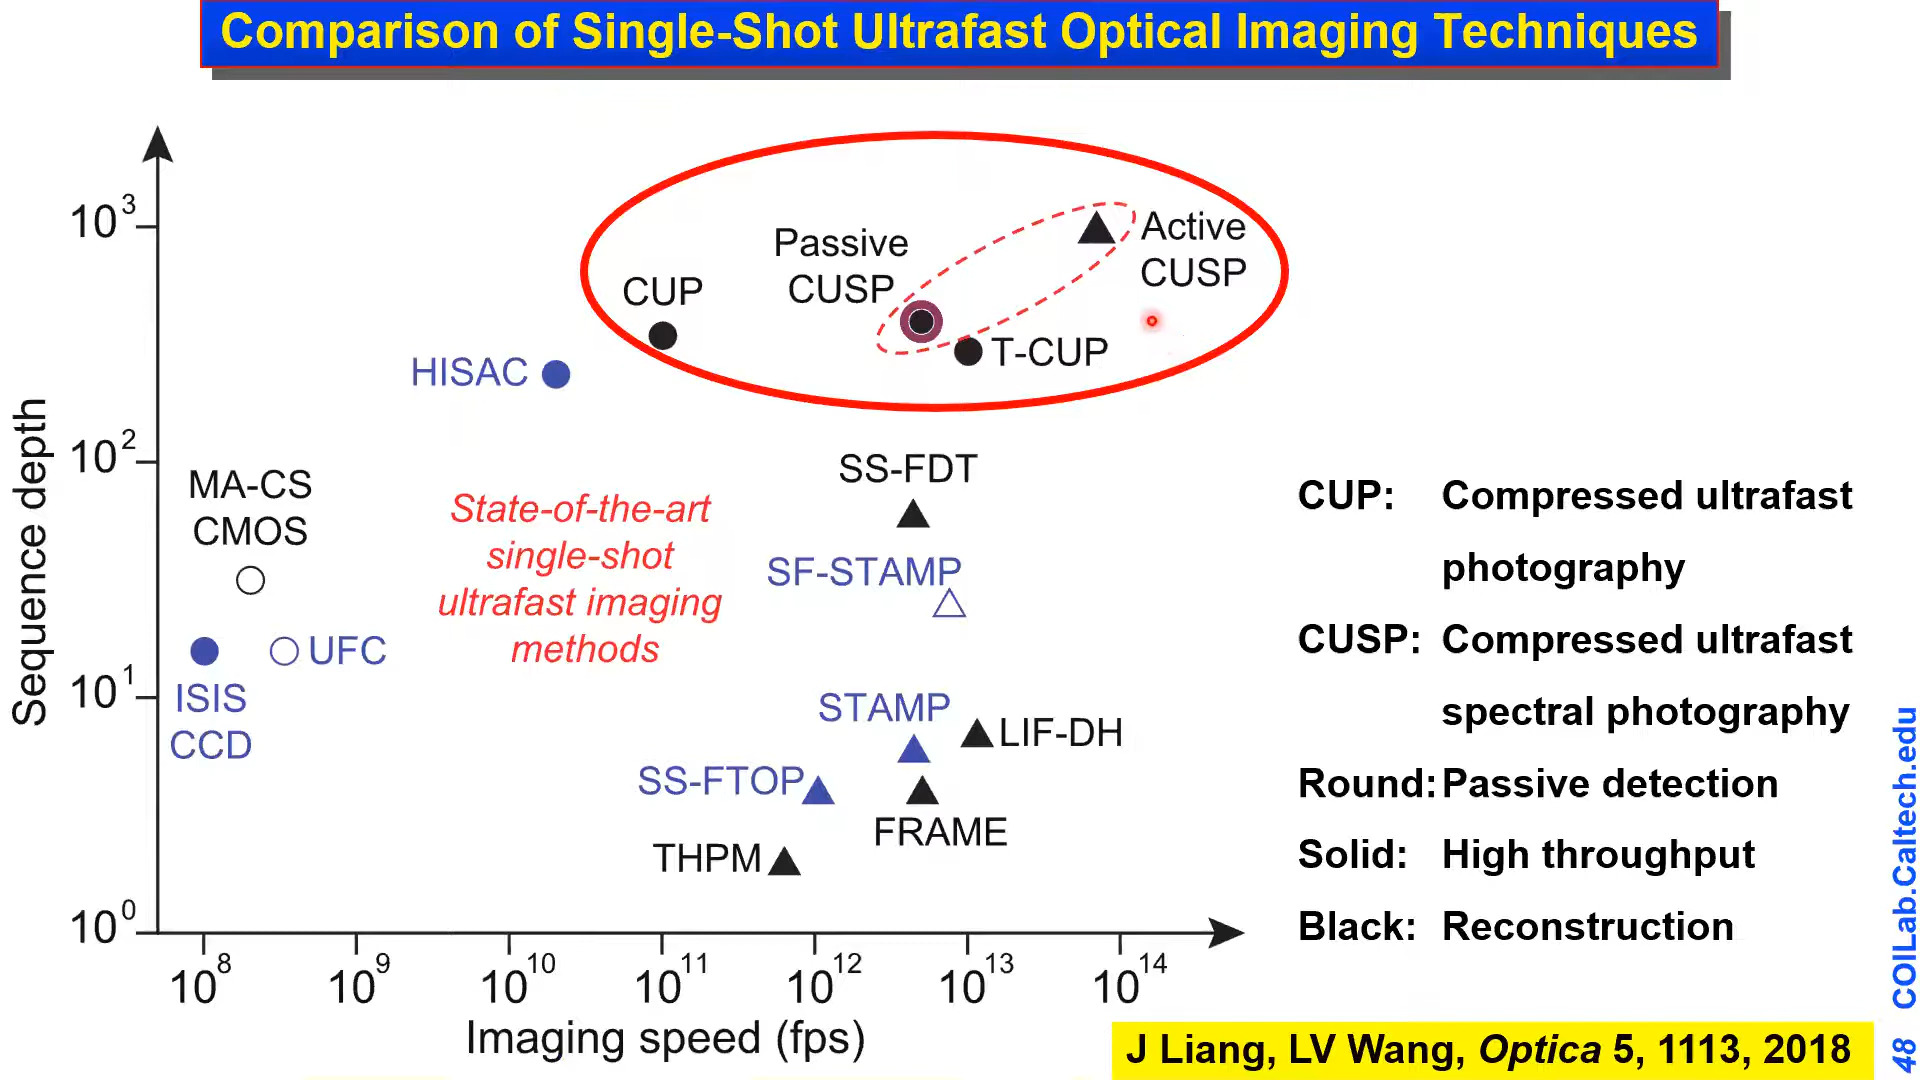 Comparison of Single-Shot Ultrafast Optical Imaging Techniques
Sequence depth
10³
10²
10¹
10⁰
Passive
CUSP
Active
CUSP
CUP
T-CUP
HISAC
MA-CS
CMOS
UFC
ISIS
CCD
State-of-the-art
single-shot
ultrafast imaging
methods
SS-FDT
SF-STAMP
STAMP
LIF-DH
SS-FTOP
FRAME
THPM
10⁸
10⁹
10¹⁰
10¹¹
10¹²
10¹³
10¹⁴
Imaging speed (fps)
CUP: Compressed ultrafast
photography
CUSP: Compressed ultrafast
spectral photography
Round: Passive detection
Solid: High throughput
Black: Reconstruction
J Liang, LV Wang, Optica 5, 1113, 2018
48 COILab.Caltech.edu